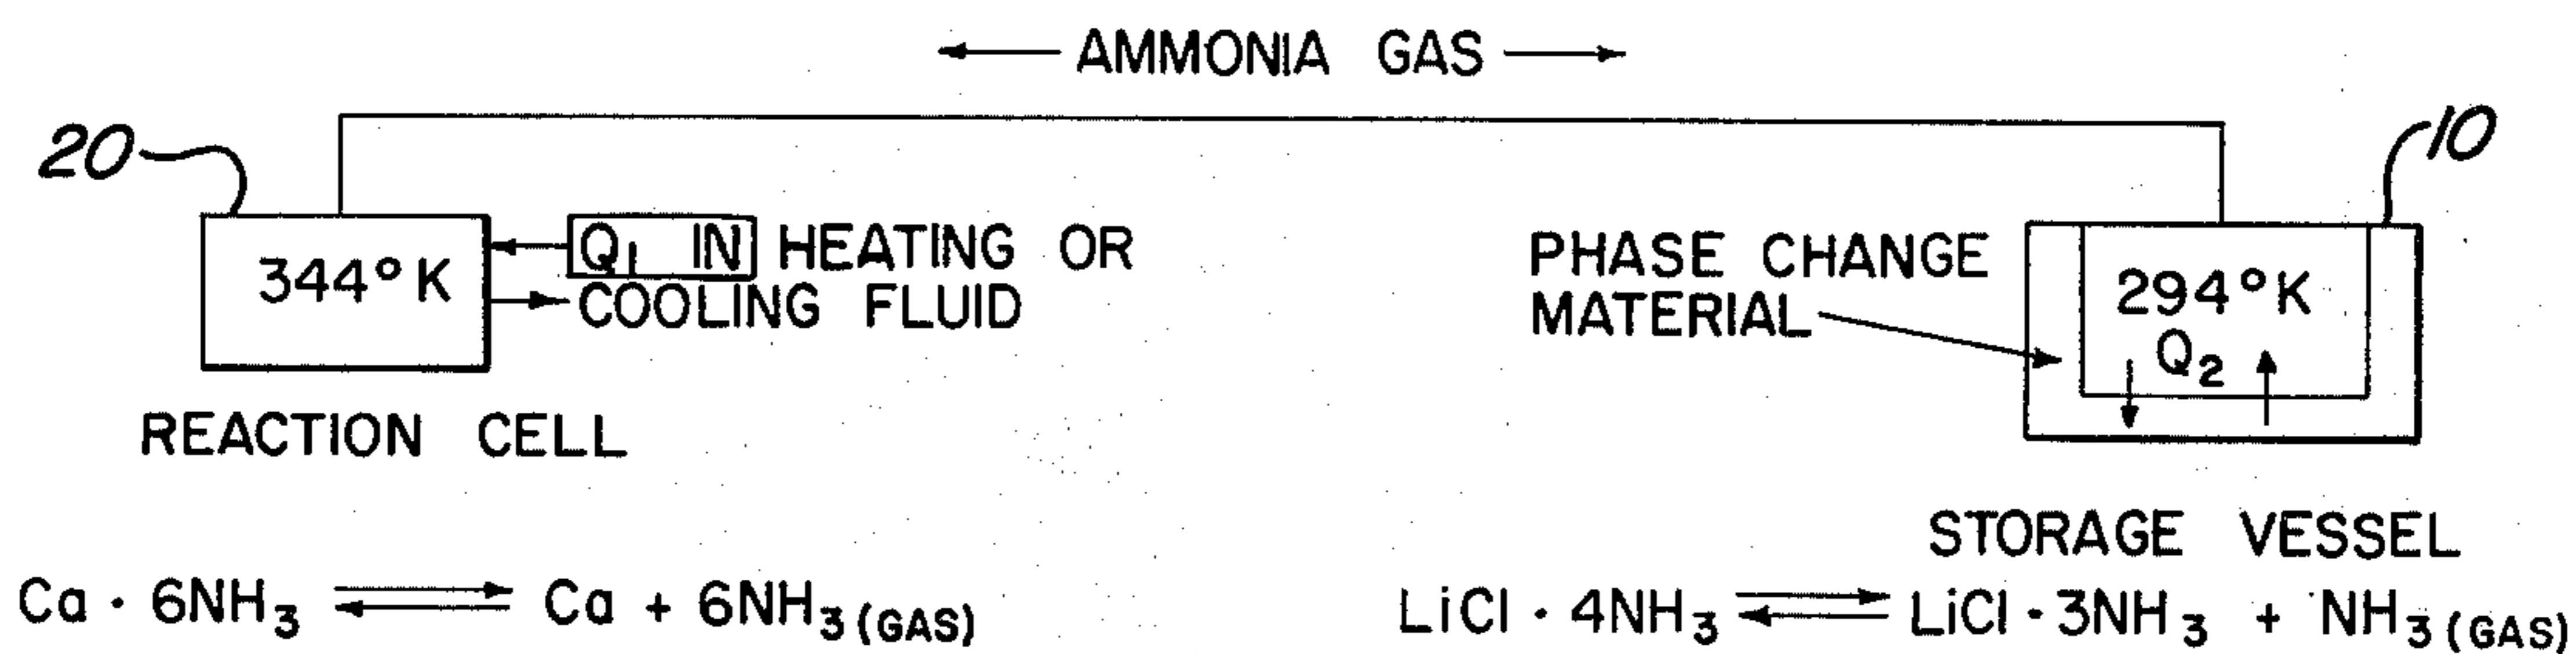 ← AMMONIA GAS →
20
10
344°K
Q₁ IN HEATING OR
COOLING FLUID
PHASE CHANGE
MATERIAL
294°K
Q₂
REACTION CELL
STORAGE VESSEL
Ca · 6NH₃ ⇌ Ca + 6NH₃(GAS)
LiCl · 4NH₃ ⇌ LiCl · 3NH₃ + NH₃(GAS)